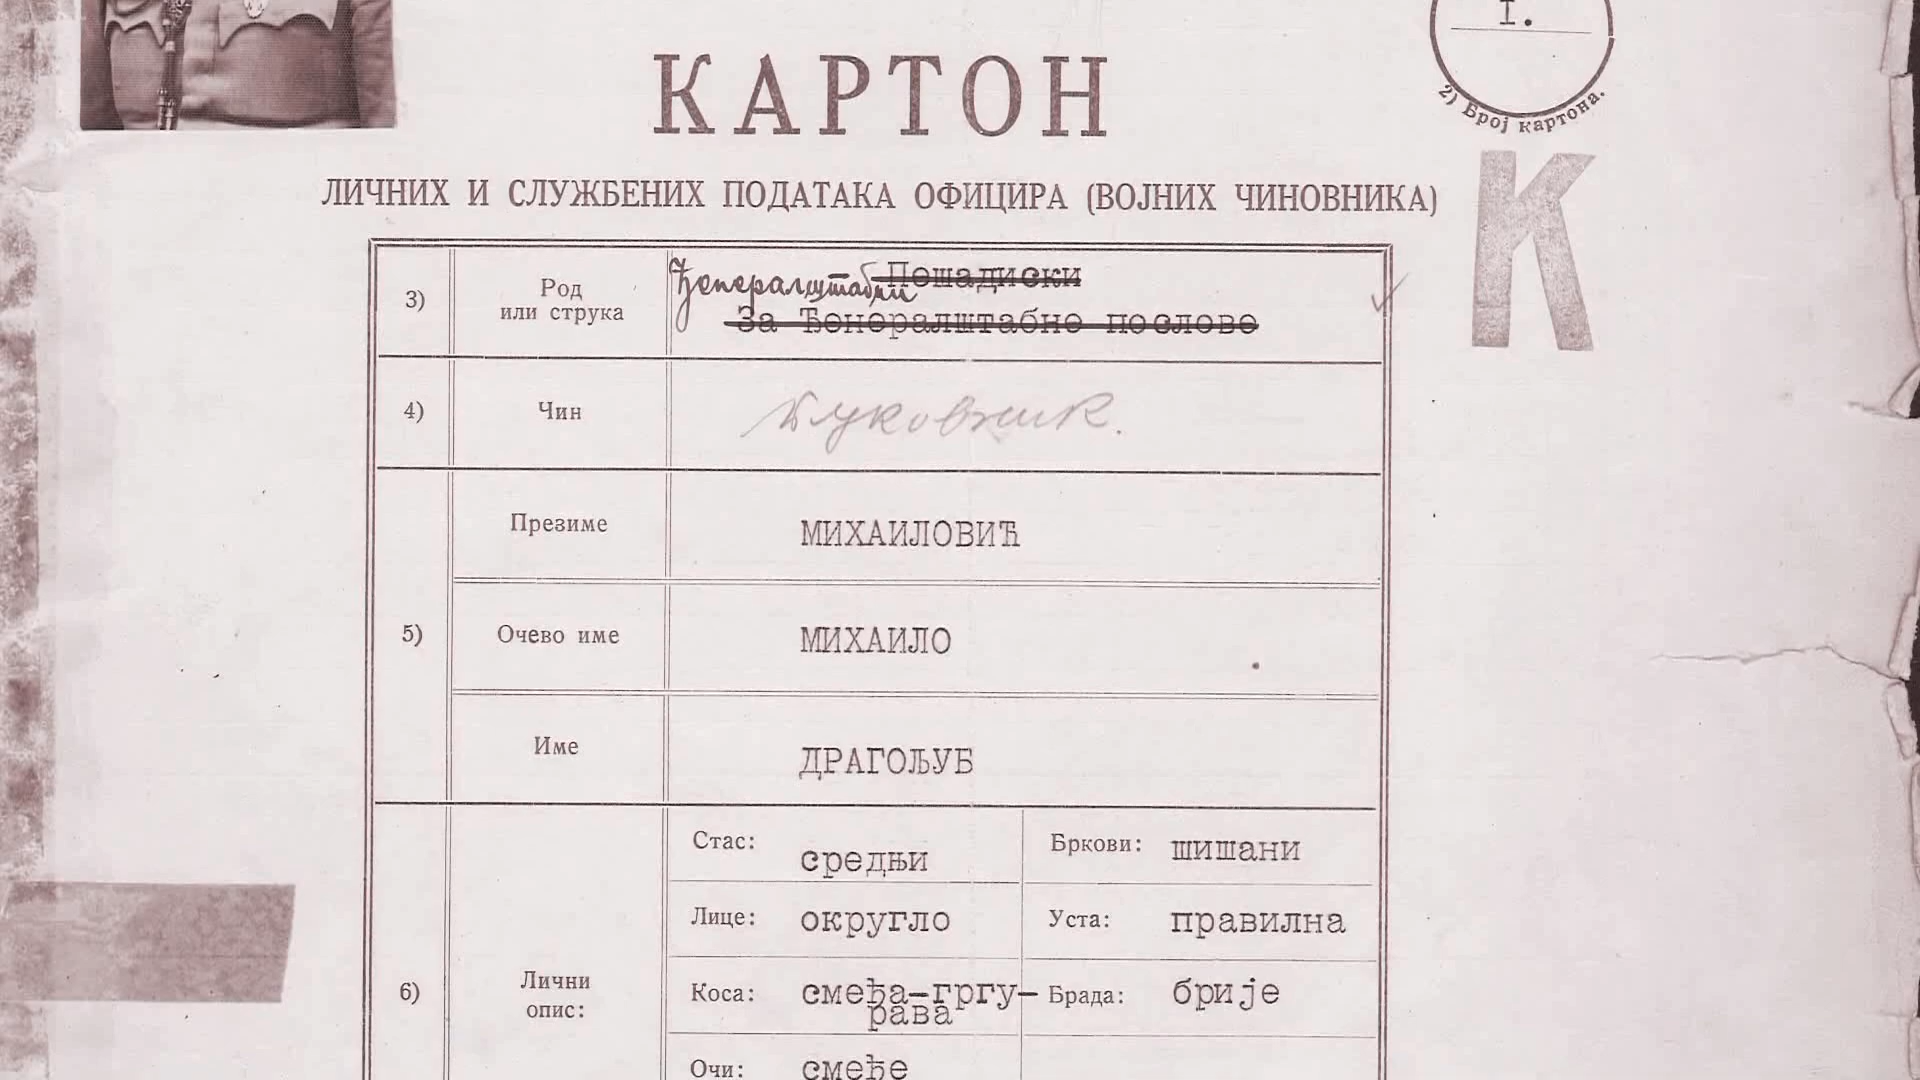 I.
2) Број картона.
КАРТОН
K
ЛИЧНИХ И СЛУЖБЕНИХ ПОДАТАКА ОФИЦИРА (ВОЈНИХ ЧИНОВНИКА)
3)
Род
или струка
Ђенералштабни Пешадиски
За Ђенералштабне послове
4)
Чин
пуковник.
5)
Презиме
МИХАИЛОВИЋ
Очево име
МИХАИЛО
Име
ДРАГОЉУБ
6)
Лични
опис:
Стас: средњи
Бркови: шишани
Лице: округло
Уста: правилна
Коса: смеђа-гргу-
рава
Брада: брије
Очи: смеђе